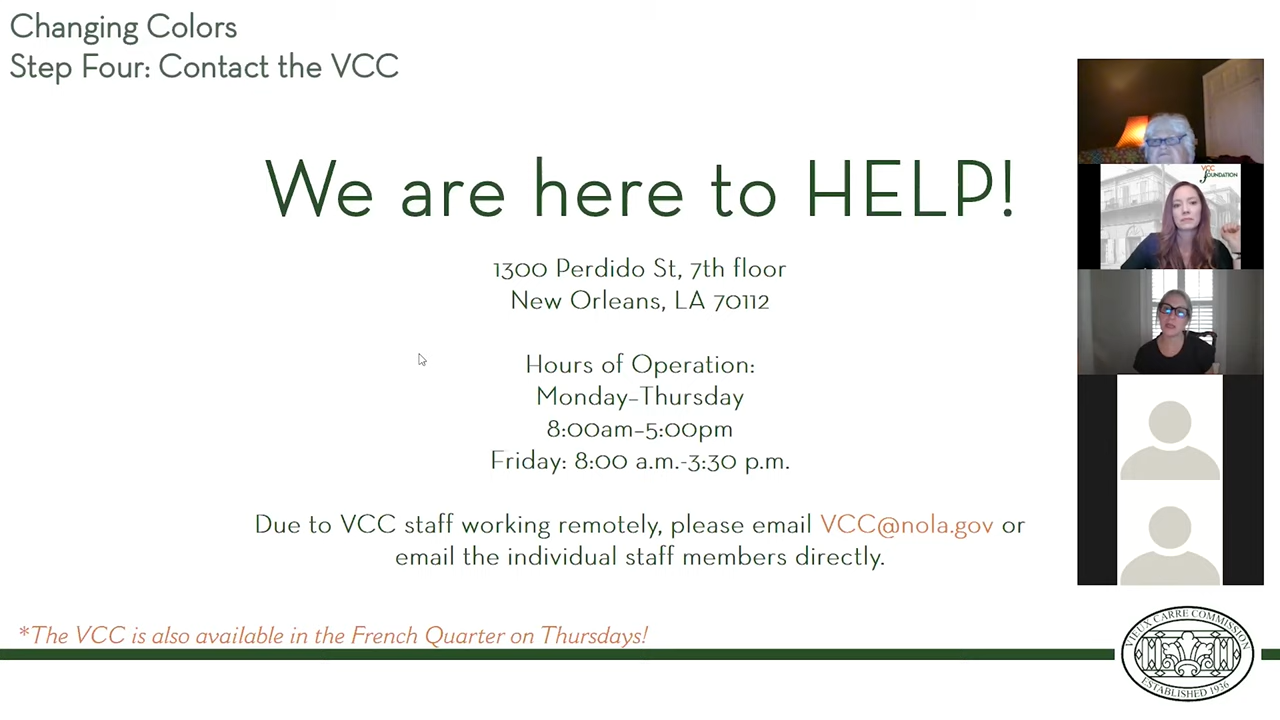 Changing Colors
Step Four: Contact the VCC
We are here to HELP!
1300 Perdido St, 7th floor
New Orleans, LA 70112
Hours of Operation:
Monday–Thursday
8:00am–5:00pm
Friday: 8:00 a.m.-3:30 p.m.
Due to VCC staff working remotely, please email VCC@nola.gov or
email the individual staff members directly.
*The VCC is also available in the French Quarter on Thursdays!
VCC
FOUNDATION
VIEUX CARRE COMMISSION
ESTABLISHED 1936